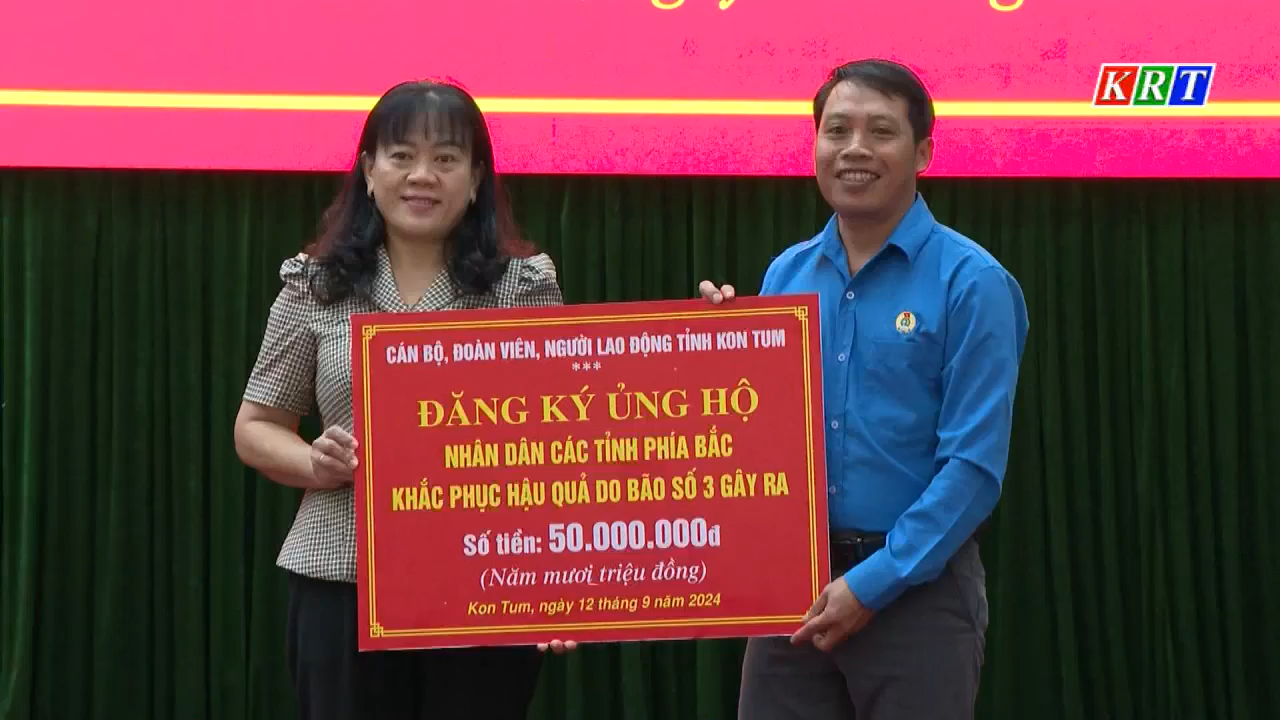 KRT
CÁN BỘ, ĐOÀN VIÊN, NGƯỜI LAO ĐỘNG TỈNH KON TUM
***
ĐĂNG KÝ ỦNG HỘ
NHÂN DÂN CÁC TỈNH PHÍA BẮC
KHẮC PHỤC HẬU QUẢ DO BÃO SỐ 3 GÂY RA
Số tiền: 50.000.000đ
(Năm mươi triệu đồng)
Kon Tum, ngày 12 tháng 9 năm 2024